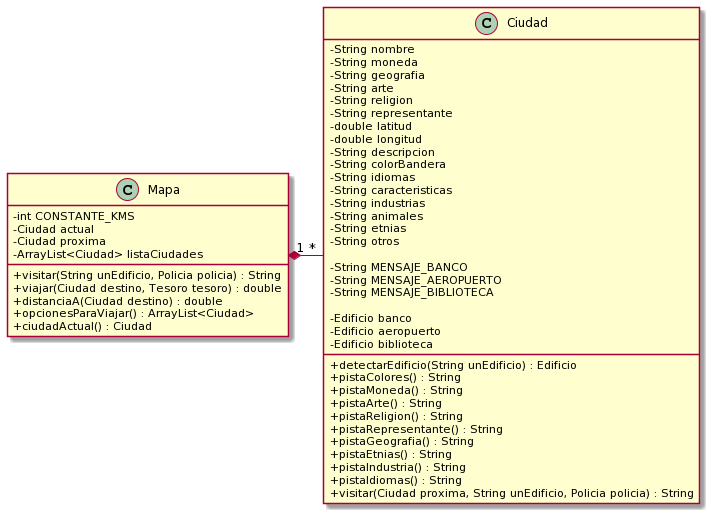 C Mapa
-int CONSTANTE_KMS
-Ciudad actual
-Ciudad proxima
-ArrayList<Ciudad> listaCiudades
+visitar(String unEdificio, Policia policia) : String
+viajar(Ciudad destino, Tesoro tesoro) : double
+distanciaA(Ciudad destino) : double
+opcionesParaViajar() : ArrayList<Ciudad>
+ciudadActual() : Ciudad
1 *
C Ciudad
-String nombre
-String moneda
-String geografia
-String arte
-String religion
-String representante
-double latitud
-double longitud
-String descripcion
-String colorBandera
-String idiomas
-String caracteristicas
-String industrias
-String animales
-String etnias
-String otros
-String MENSAJE_BANCO
-String MENSAJE_AEROPUERTO
-String MENSAJE_BIBLIOTECA
-Edificio banco
-Edificio aeropuerto
-Edificio biblioteca
+detectarEdificio(String unEdificio) : Edificio
+pistaColores() : String
+pistaMoneda() : String
+pistaArte() : String
+pistaReligion() : String
+pistaRepresentante() : String
+pistaGeografia() : String
+pistaEtnias() : String
+pistaIndustria() : String
+pistaIdiomas() : String
+visitar(Ciudad proxima, String unEdificio, Policia policia) : String